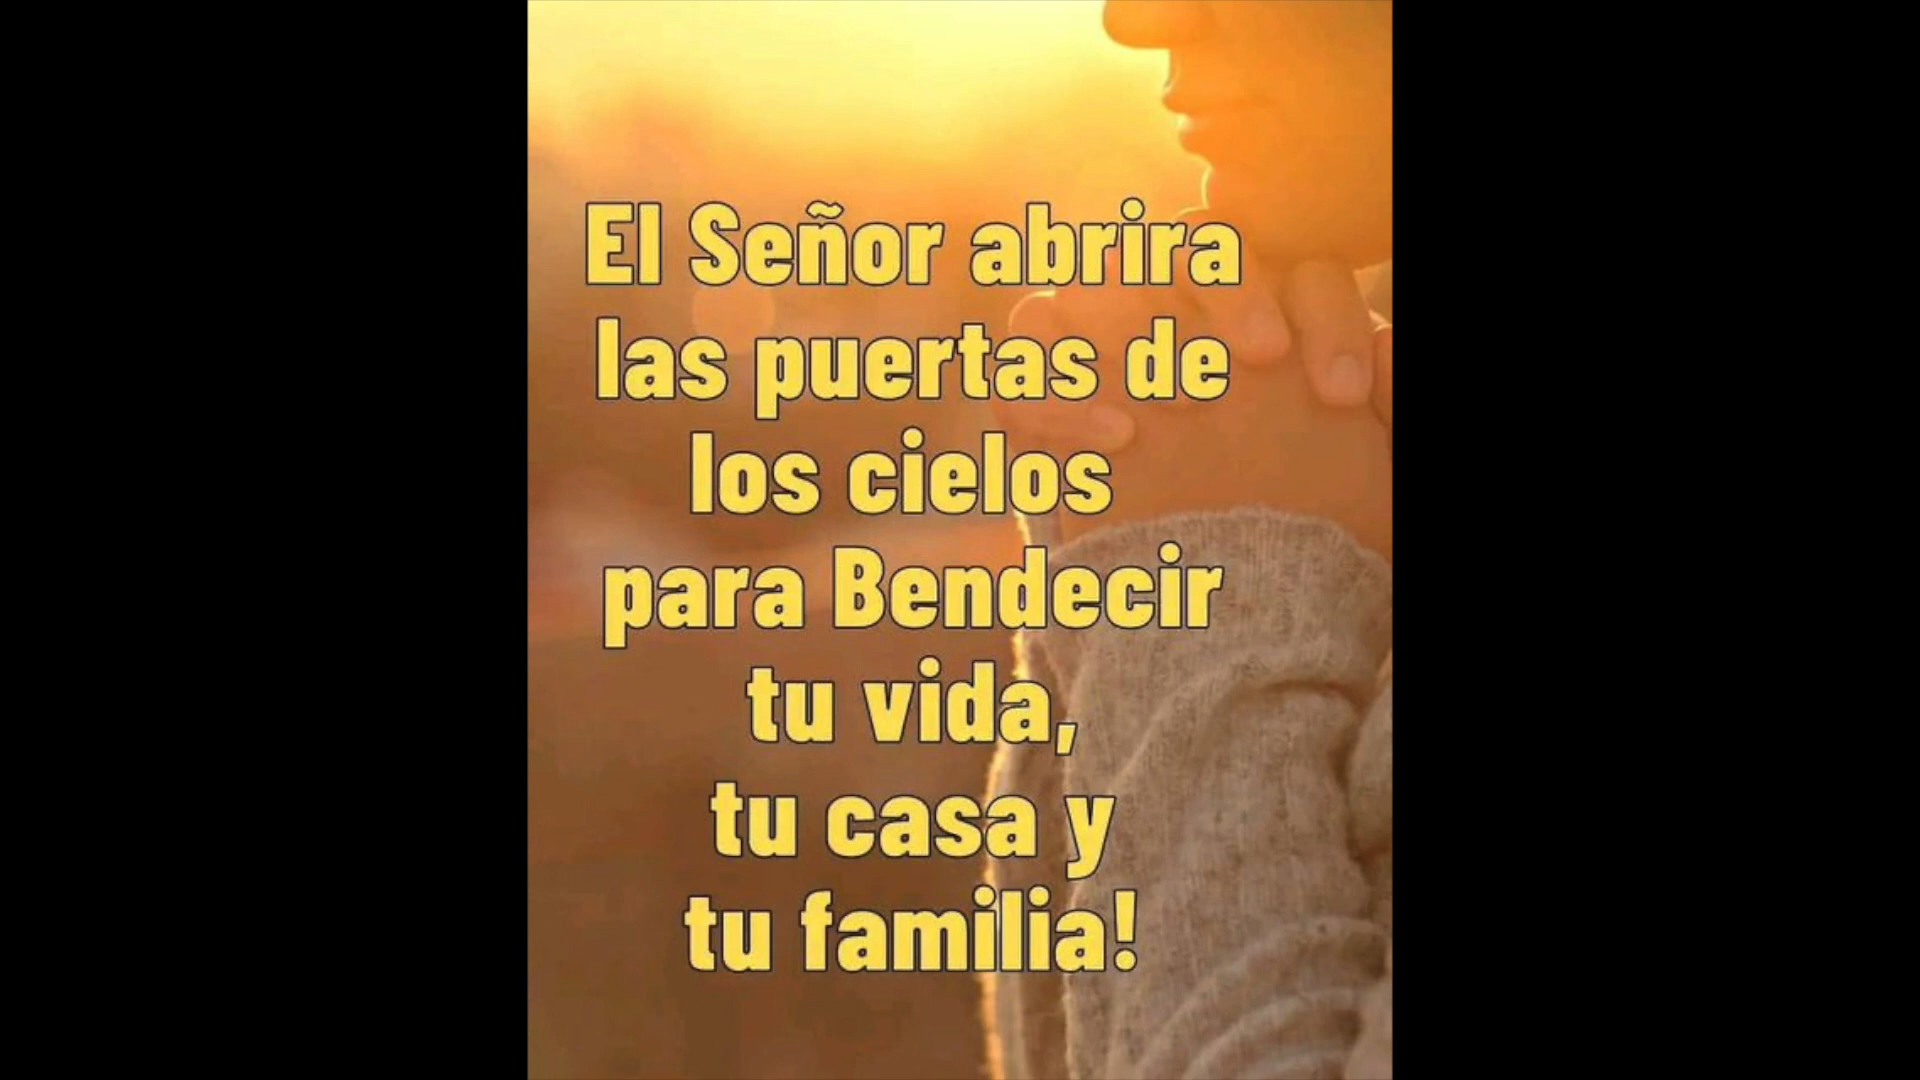 El Señor abrira
las puertas de
los cielos
para Bendecir
tu vida,
tu casa y
tu familia!